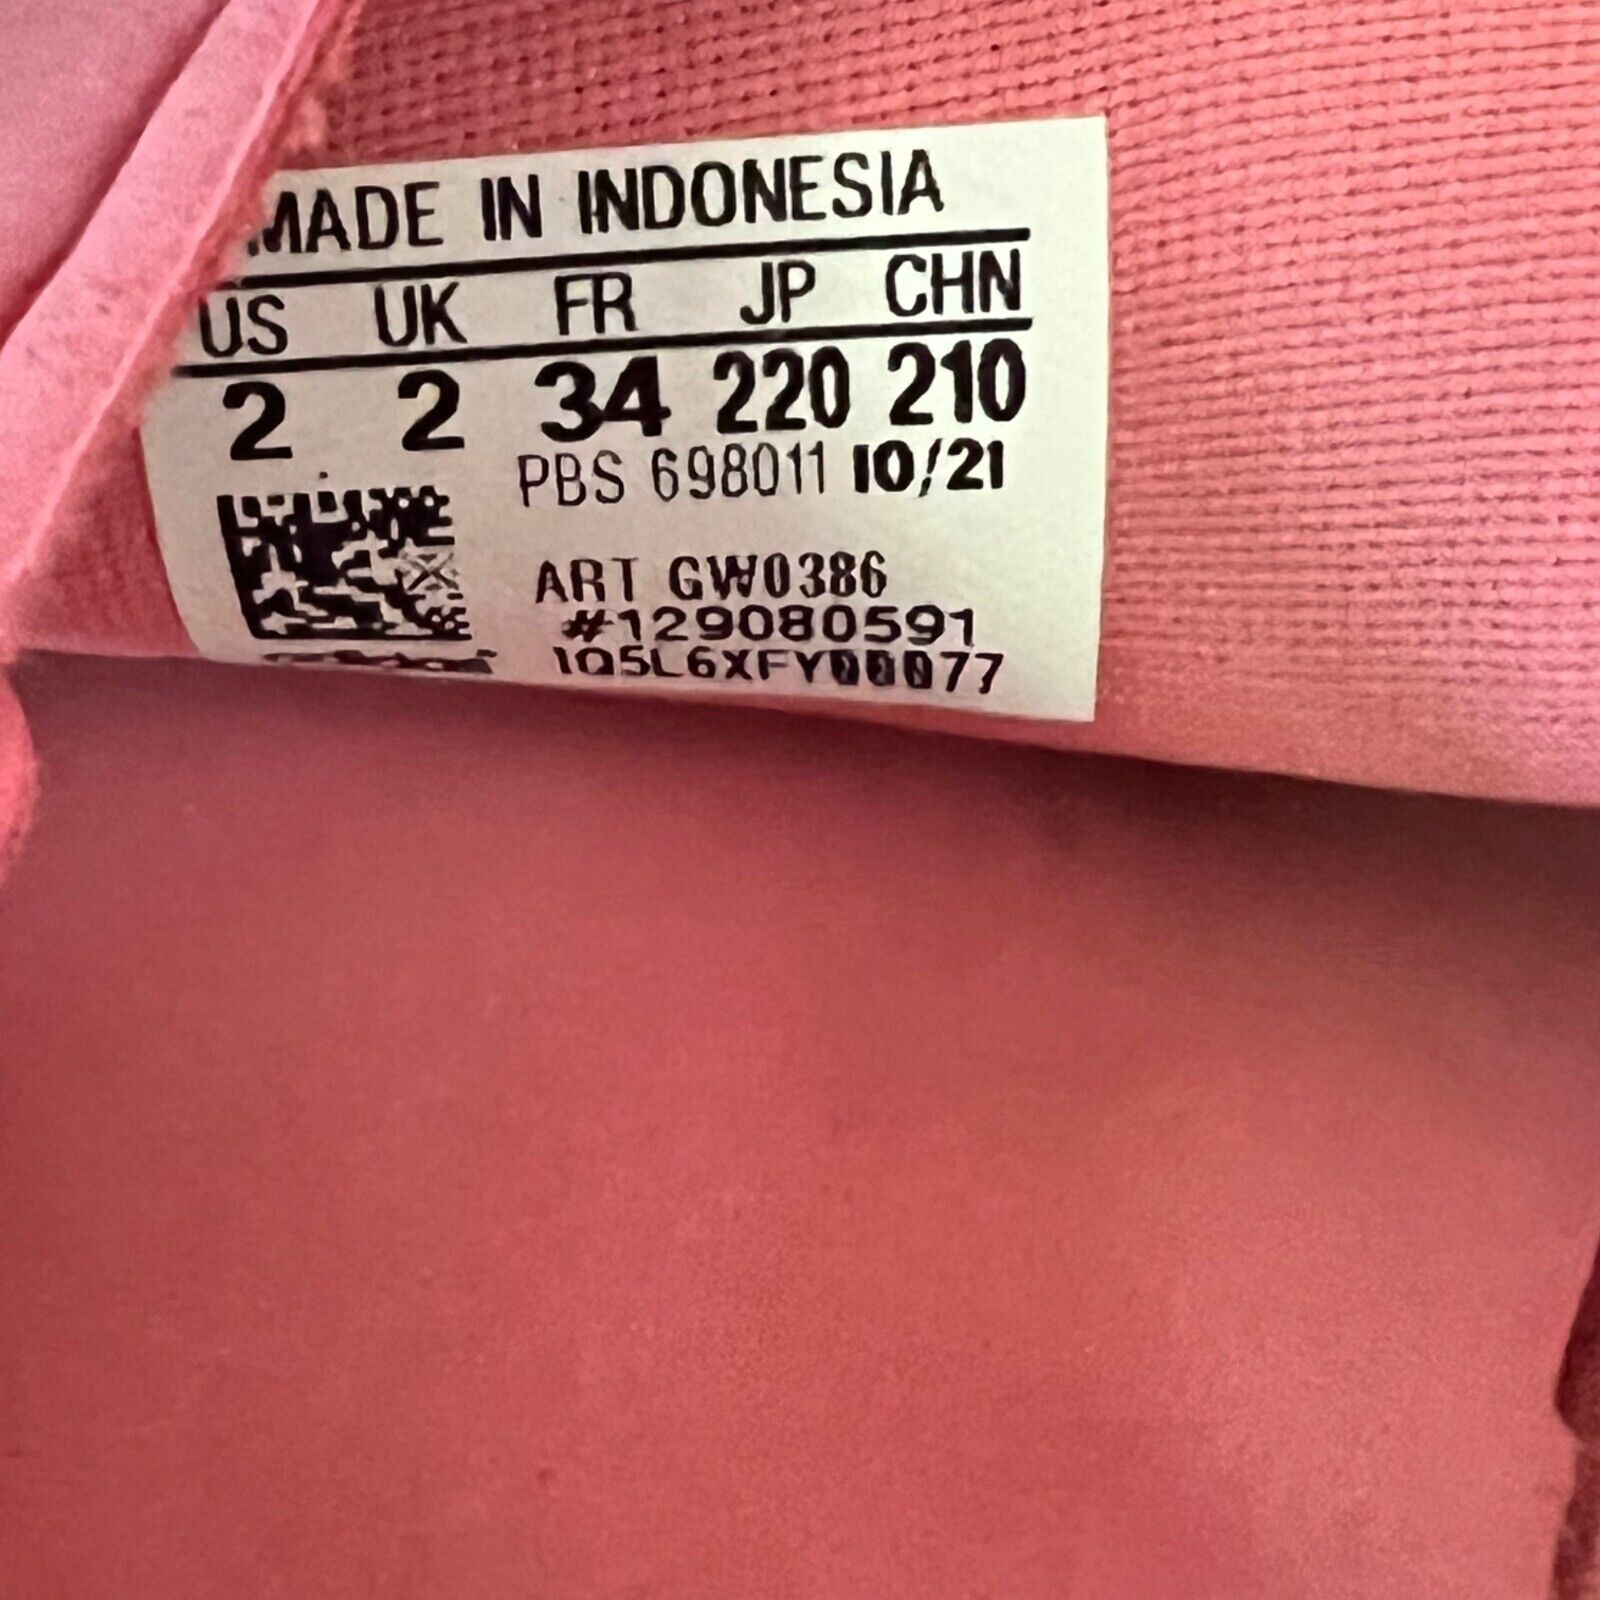 MADE IN INDONESIA
US UK FR JP CHN
2 2 34 220 210
PBS 698011 10/21
ART GW0386
#129080591
1Q5L6XFY00077